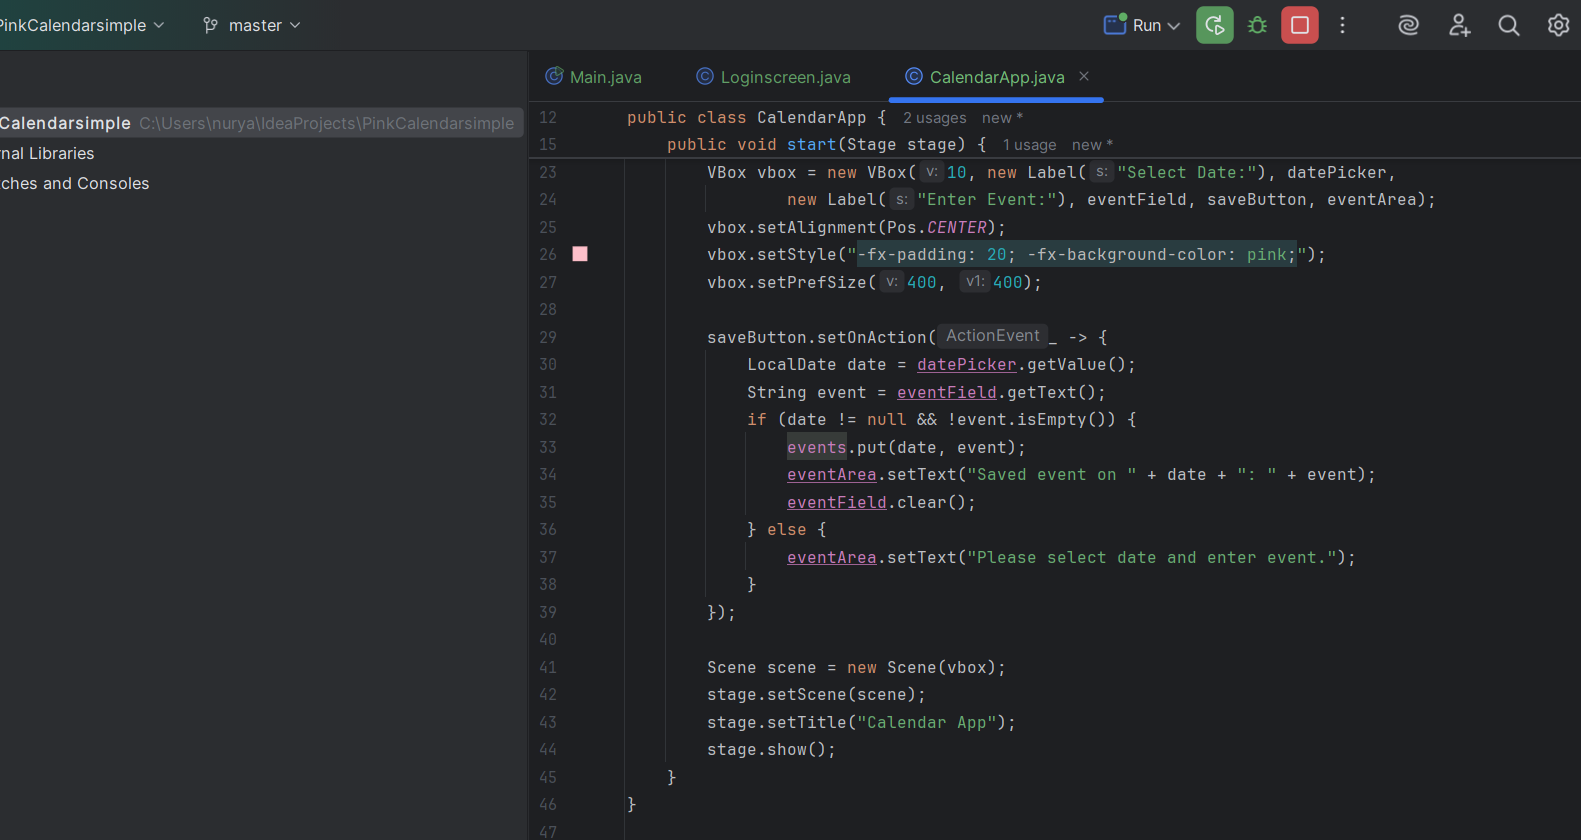 PinkCalendarsimple master Run
Main.java Loginscreen.java CalendarApp.java
Calendarsimple C:\Users\nurya\IdeaProjects\PinkCalendarsimple
nal Libraries
tches and Consoles
12 public class CalendarApp { 2 usages new *
15 public void start(Stage stage) { 1 usage new *
23 VBox vbox = new VBox( v: 10, new Label( s: "Select Date:"), datePicker,
24 new Label( s: "Enter Event:"), eventField, saveButton, eventArea);
25 vbox.setAlignment(Pos.CENTER);
26 vbox.setStyle("-fx-padding: 20; -fx-background-color: pink;");
27 vbox.setPrefSize( v: 400, v1: 400);
28
29 saveButton.setOnAction( ActionEvent _ -> {
30 LocalDate date = datePicker.getValue();
31 String event = eventField.getText();
32 if (date != null && !event.isEmpty()) {
33 events.put(date, event);
34 eventArea.setText("Saved event on " + date + ": " + event);
35 eventField.clear();
36 } else {
37 eventArea.setText("Please select date and enter event.");
38 }
39 });
40
41 Scene scene = new Scene(vbox);
42 stage.setScene(scene);
43 stage.setTitle("Calendar App");
44 stage.show();
45 }
46 }
47